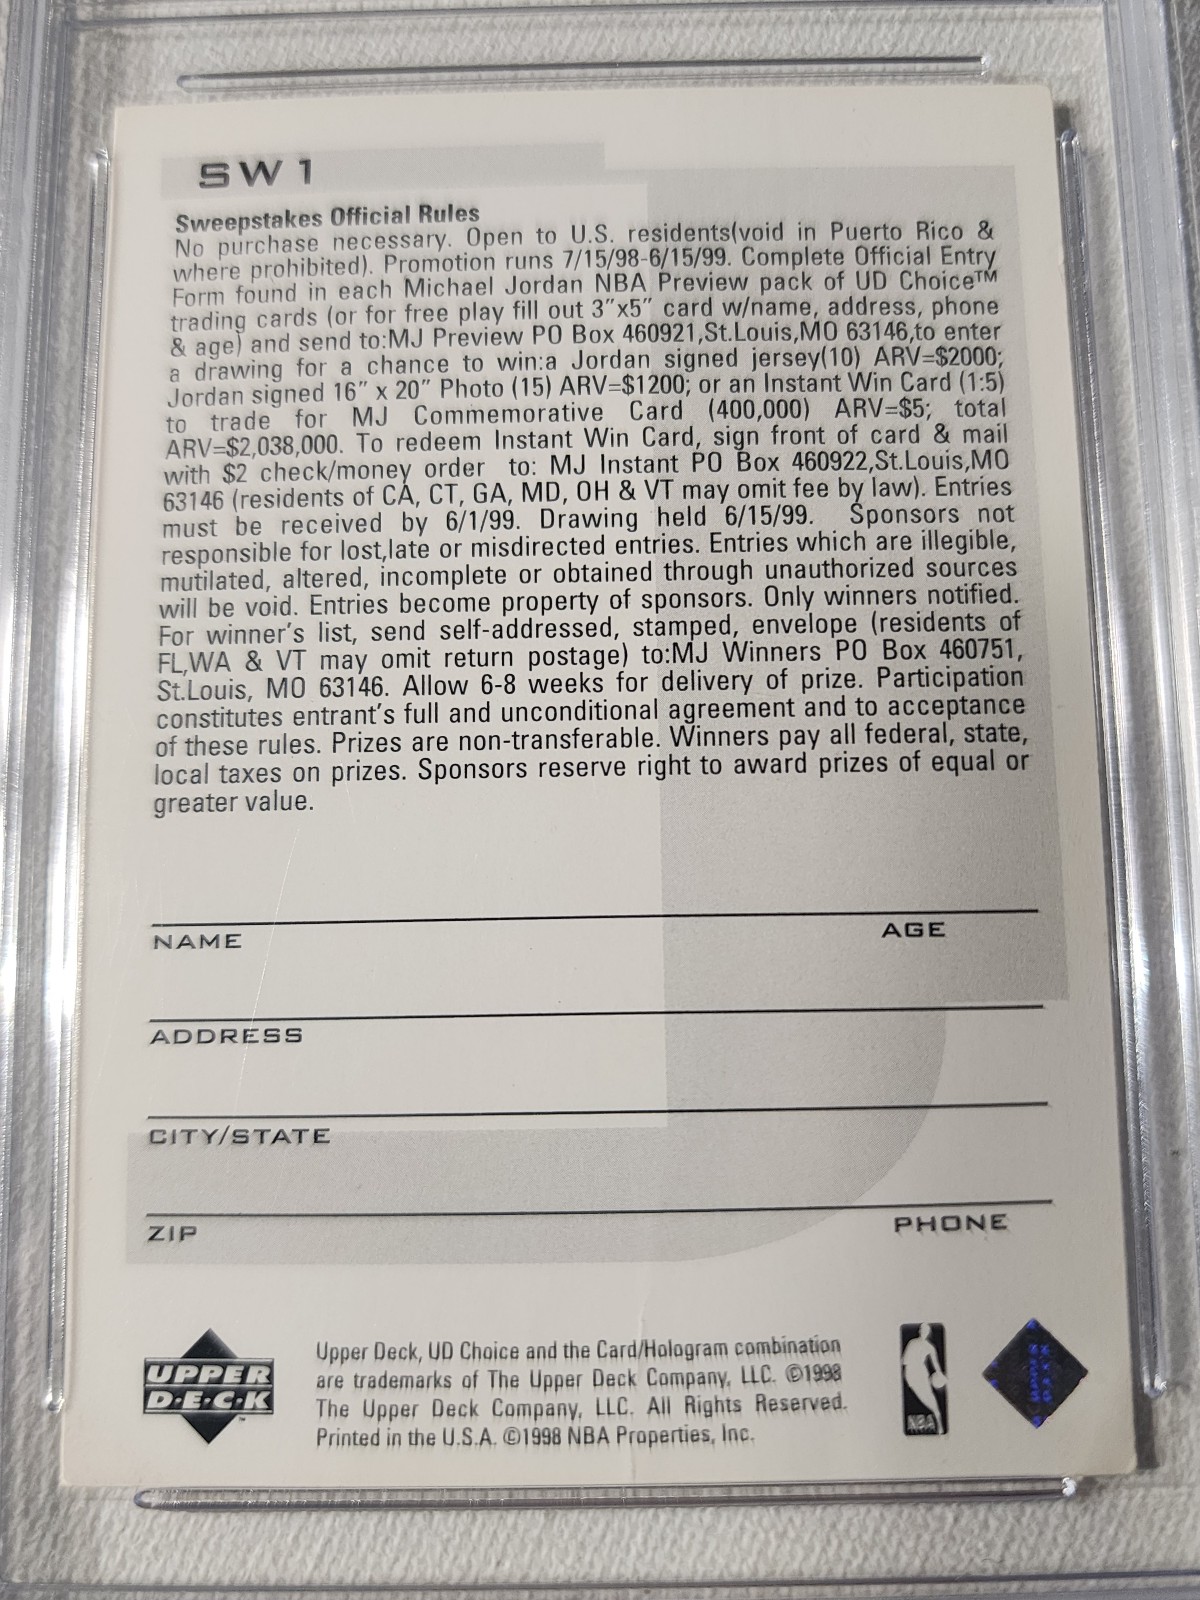 SW1
Sweepstakes Official Rules
No purchase necessary. Open to U.S. residents(void in Puerto Rico &
where prohibited). Promotion runs 7/15/98-6/15/99. Complete Official Entry
Form found in each Michael Jordan NBA Preview pack of UD Choice™
trading cards (or for free play fill out 3”x5” card w/name, address, phone
& age) and send to:MJ Preview PO Box 460921,St.Louis,MO 63146,to enter
a drawing for a chance to win:a Jordan signed jersey(10) ARV=$2000;
Jordan signed 16” x 20” Photo (15) ARV=$1200; or an Instant Win Card (1:5)
to trade for MJ Commemorative Card (400,000) ARV=$5; total
ARV=$2,038,000. To redeem Instant Win Card, sign front of card & mail
with $2 check/money order to: MJ Instant PO Box 460922,St.Louis,MO
63146 (residents of CA, CT, GA, MD, OH & VT may omit fee by law). Entries
must be received by 6/1/99. Drawing held 6/15/99. Sponsors not
responsible for lost,late or misdirected entries. Entries which are illegible,
mutilated, altered, incomplete or obtained through unauthorized sources
will be void. Entries become property of sponsors. Only winners notified.
For winner's list, send self-addressed, stamped, envelope (residents of
FL,WA & VT may omit return postage) to:MJ Winners PO Box 460751,
St.Louis, MO 63146. Allow 6-8 weeks for delivery of prize. Participation
constitutes entrant's full and unconditional agreement and to acceptance
of these rules. Prizes are non-transferable. Winners pay all federal, state,
local taxes on prizes. Sponsors reserve right to award prizes of equal or
greater value.
NAME AGE
ADDRESS
CITY/STATE
ZIP PHONE
UPPER
D·E·C·K
™
Upper Deck, UD Choice and the Card/Hologram combination
are trademarks of The Upper Deck Company, LLC. ©1998
The Upper Deck Company, LLC. All Rights Reserved.
Printed in the U.S.A. ©1998 NBA Properties, Inc.
NBA